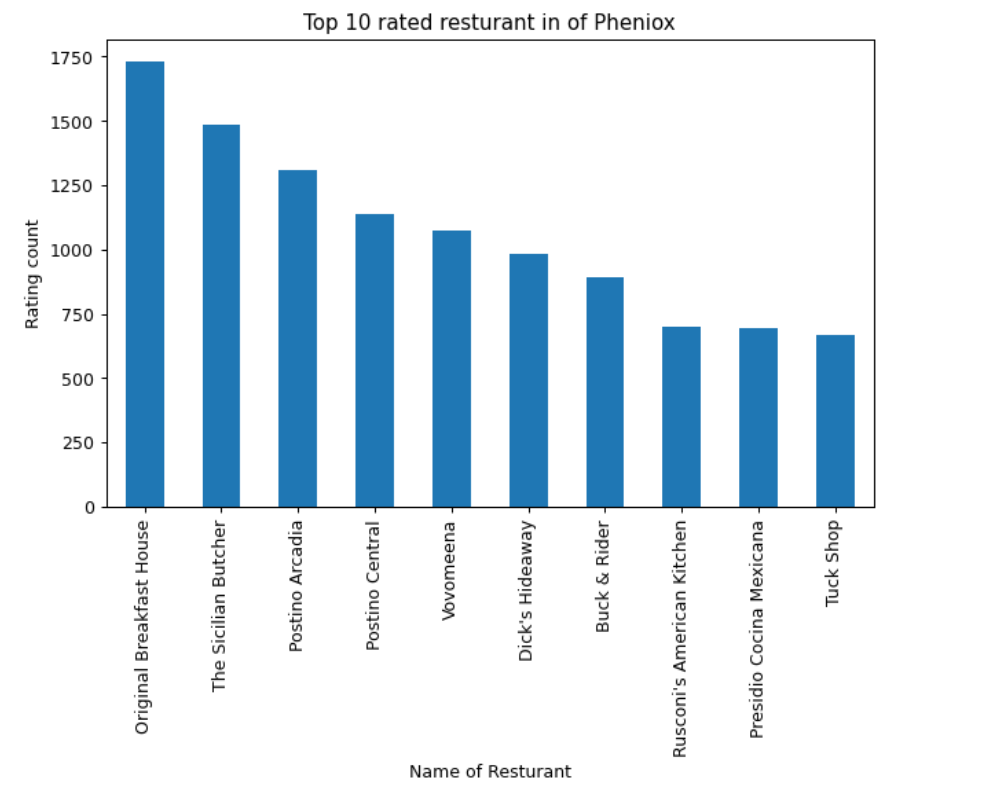 Top 10 rated resturant in of Pheniox
Rating count
1750
1500
1250
1000
750
500
250
0
Original Breakfast House
The Sicilian Butcher
Postino Arcadia
Postino Central
Vovomeena
Dick's Hideaway
Buck & Rider
Rusconi's American Kitchen
Presidio Cocina Mexicana
Tuck Shop
Name of Resturant